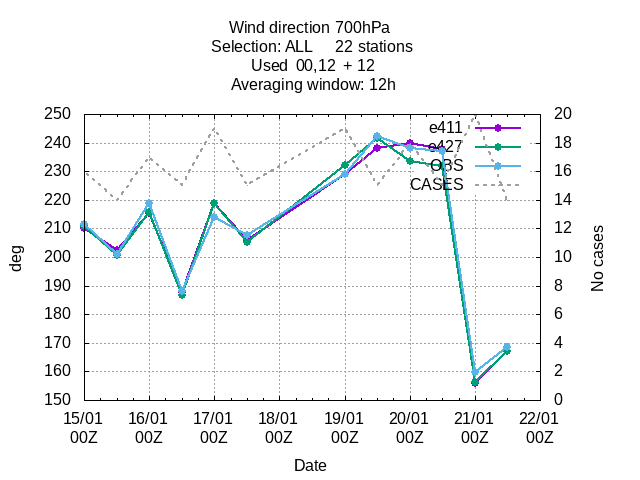 Wind direction 700hPa
Selection: ALL 22 stations
Used 00,12 + 12
Averaging window: 12h
250 20
240 18
230 16
220 14
210 12
200 10
190 8
180 6
170 4
160 2
150 0
e411
e427
OBS
CASES
deg
No cases
15/01 16/01 17/01 18/01 19/01 20/01 21/01 22/01
00Z 00Z 00Z 00Z 00Z 00Z 00Z 00Z
Date